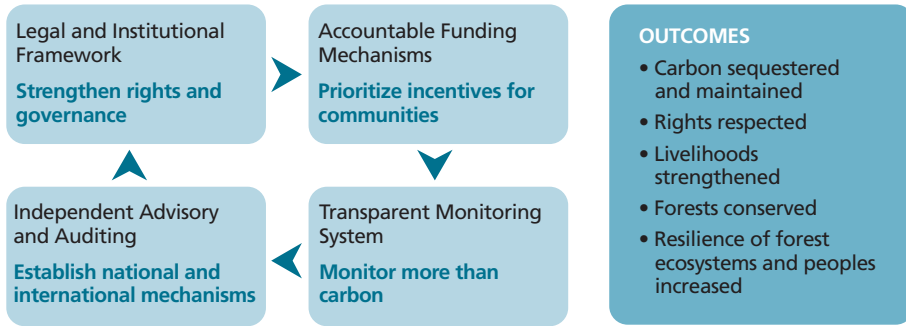 Legal and Institutional
Framework
Strengthen rights and
governance
Accountable Funding
Mechanisms
Prioritize incentives for
communities
Independent Advisory
and Auditing
Establish national and
international mechanisms
Transparent Monitoring
System
Monitor more than
carbon
OUTCOMES
• Carbon sequestered
and maintained
• Rights respected
• Livelihoods
strengthened
• Forests conserved
• Resilience of forest
ecosystems and peoples
increased